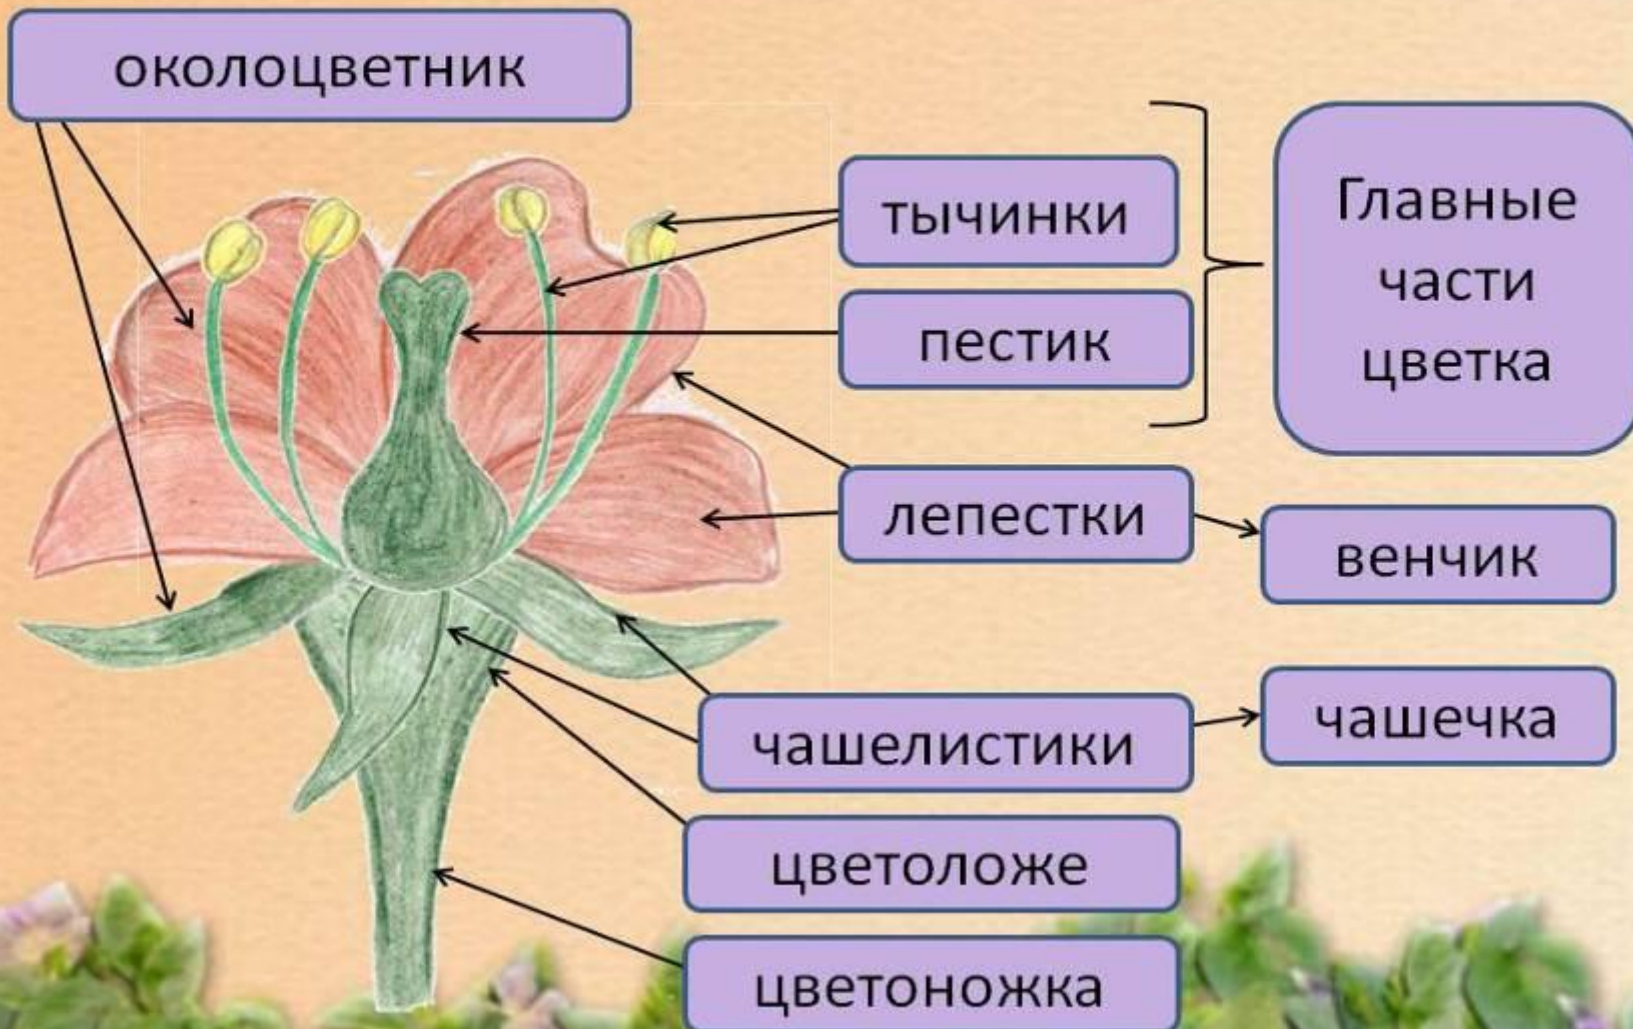 околоцветник
тычинки
пестик
Главные
части
цветка
лепестки
венчик
чашелистики
чашечка
цветоложе
цветоножка